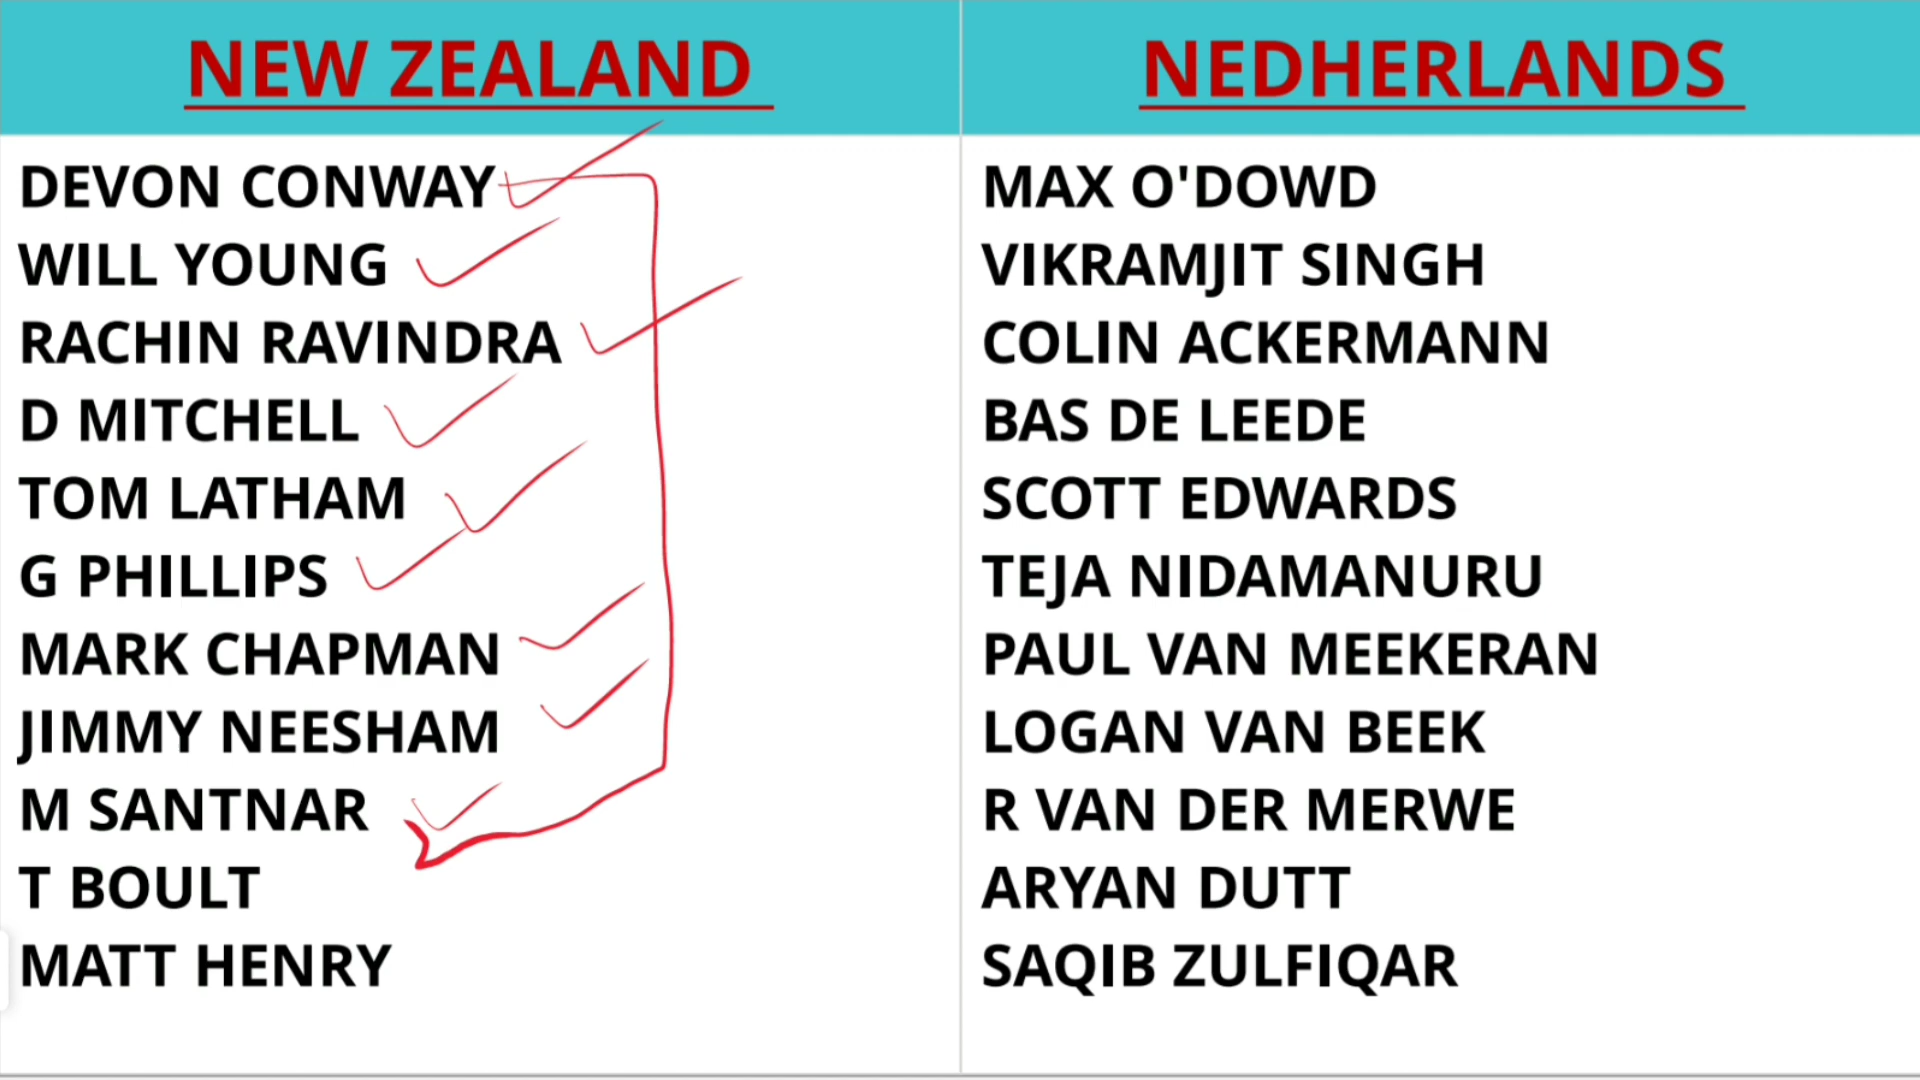 NEW ZEALAND
DEVON CONWAY
WILL YOUNG
RACHIN RAVINDRA
D MITCHELL
TOM LATHAM
G PHILLIPS
MARK CHAPMAN
JIMMY NEESHAM
M SANTNAR
T BOULT
MATT HENRY
NEDHERLANDS
MAX O'DOWD
VIKRAMJIT SINGH
COLIN ACKERMANN
BAS DE LEEDE
SCOTT EDWARDS
TEJA NIDAMANURU
PAUL VAN MEEKERAN
LOGAN VAN BEEK
R VAN DER MERWE
ARYAN DUTT
SAQIB ZULFIQAR